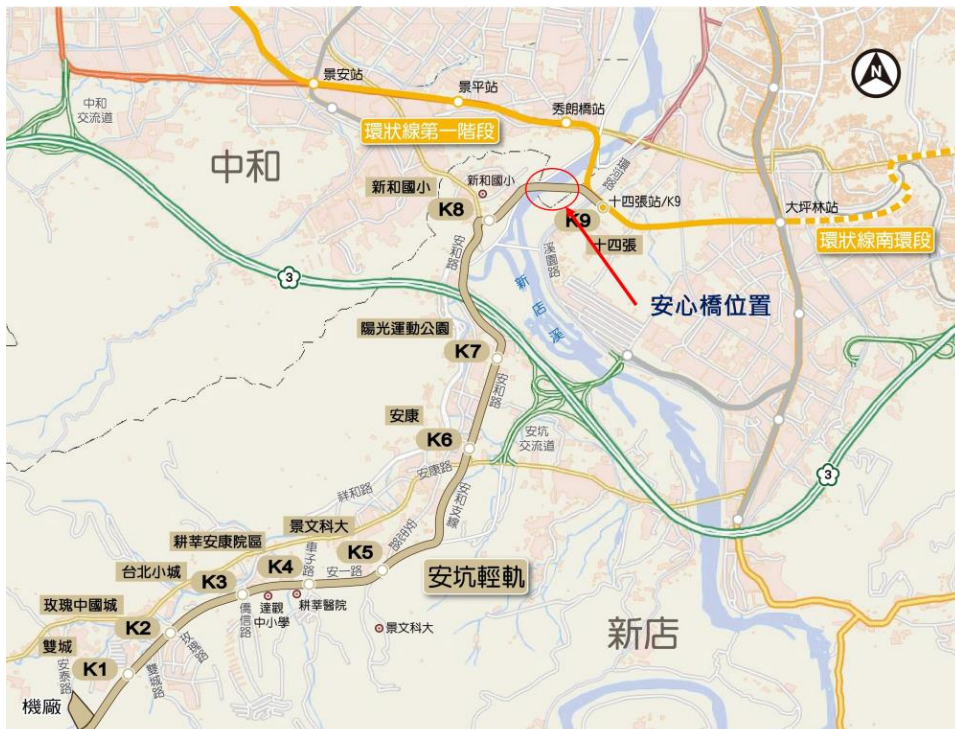 景安站
景平站
秀朗橋站
N
中和
交流道
環狀線第一階段
中和
環河路
新和國小
新和國小
K8
十四張站/K9
大坪林站
K9
十四張
環狀線南環段
安和路
溪園路
3
新店溪
安心橋位置
陽光運動公園
K7
安和路
安康
K6
安坑
交流道
3
安康路
祥和路
安和支線
景文科大
耕莘安康院區
車子路
K5
安一路
K4
台北小城
K3
安坑輕軌
達觀
中小學
耕莘醫院
僑信路
玫瑰中國城
K2
玫瑰路
景文科大
新店
雙城
K1
安泰路
雙城路
機廠